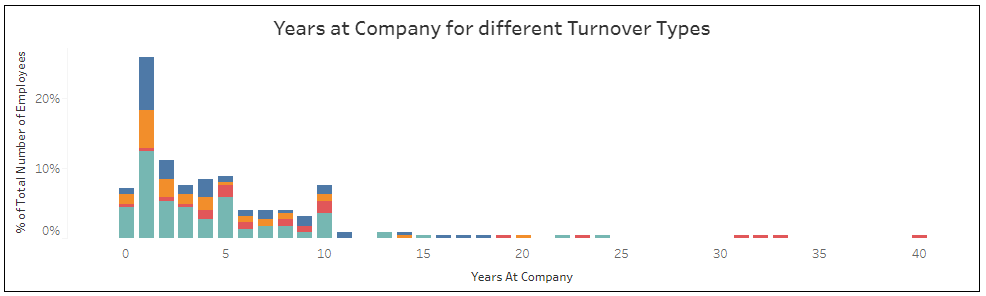 Years at Company for different Turnover Types
% of Total Number of Employees
20%
10%
0%
0 5 10 15 20 25 30 35 40
Years At Company